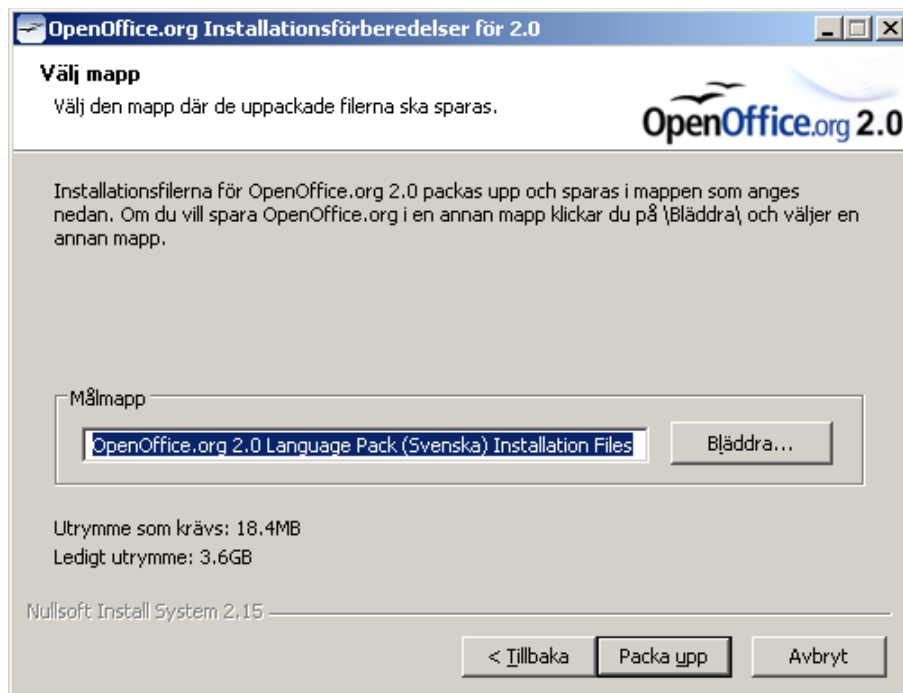 OpenOffice.org Installationsförberedelser för 2.0
Välj mapp
Välj den mapp där de uppackade filerna ska sparas.
OpenOffice.org 2.0
Installationsfilerna för OpenOffice.org 2.0 packas upp och sparas i mappen som anges
nedan. Om du vill spara OpenOffice.org i en annan mapp klickar du på \Bläddra\ och väljer en
annan mapp.
Målmapp
OpenOffice.org 2.0 Language Pack (Svenska) Installation Files
Bläddra...
Utrymme som krävs: 18.4MB
Ledigt utrymme: 3.6GB
Nullsoft Install System 2.15
< Tillbaka
Packa upp
Avbryt